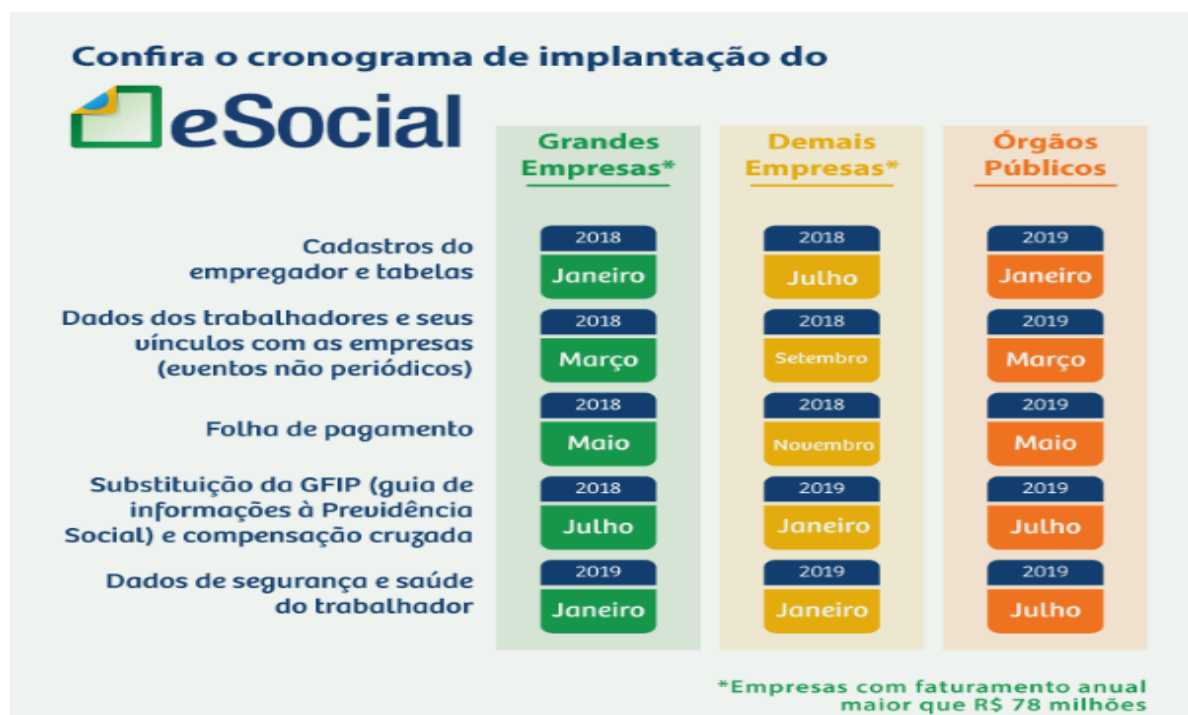 Confira o cronograma de implantação do
eSocial
Grandes
Empresas*
Demais
Empresas*
Órgãos
Públicos
Cadastros do
empregador e tabelas
2018
Janeiro
2018
Julho
2019
Janeiro
Dados dos trabalhadores e seus
vínculos com as empresas
(eventos não periódicos)
2018
Março
2018
Setembro
2019
Março
Folha de pagamento
2018
Maio
2018
Novembro
2019
Maio
Substituição da GFIP (guia de
informações à Previdência
Social) e compensação cruzada
2018
Julho
2019
Janeiro
2019
Julho
Dados de segurança e saúde
do trabalhador
2019
Janeiro
2019
Janeiro
2019
Julho
*Empresas com faturamento anual
maior que R$ 78 milhões